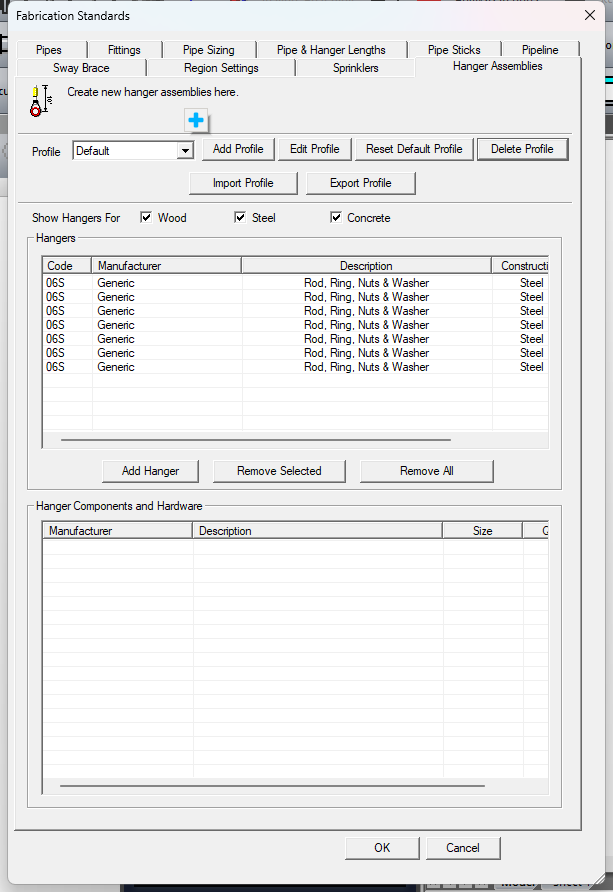 Fabrication Standards
Pipes Fittings Pipe Sizing Pipe & Hanger Lengths Pipe Sticks Pipeline
Sway Brace Region Settings Sprinklers Hanger Assemblies
Create new hanger assemblies here.
Profile Default Add Profile Edit Profile Reset Default Profile Delete Profile
Import Profile Export Profile
Show Hangers For Wood Steel Concrete
Hangers
Code Manufacturer Description Constructi
06S Generic Rod, Ring, Nuts & Washer Steel
06S Generic Rod, Ring, Nuts & Washer Steel
06S Generic Rod, Ring, Nuts & Washer Steel
06S Generic Rod, Ring, Nuts & Washer Steel
06S Generic Rod, Ring, Nuts & Washer Steel
06S Generic Rod, Ring, Nuts & Washer Steel
06S Generic Rod, Ring, Nuts & Washer Steel
Add Hanger Remove Selected Remove All
Hanger Components and Hardware
Manufacturer Description Size
OK Cancel